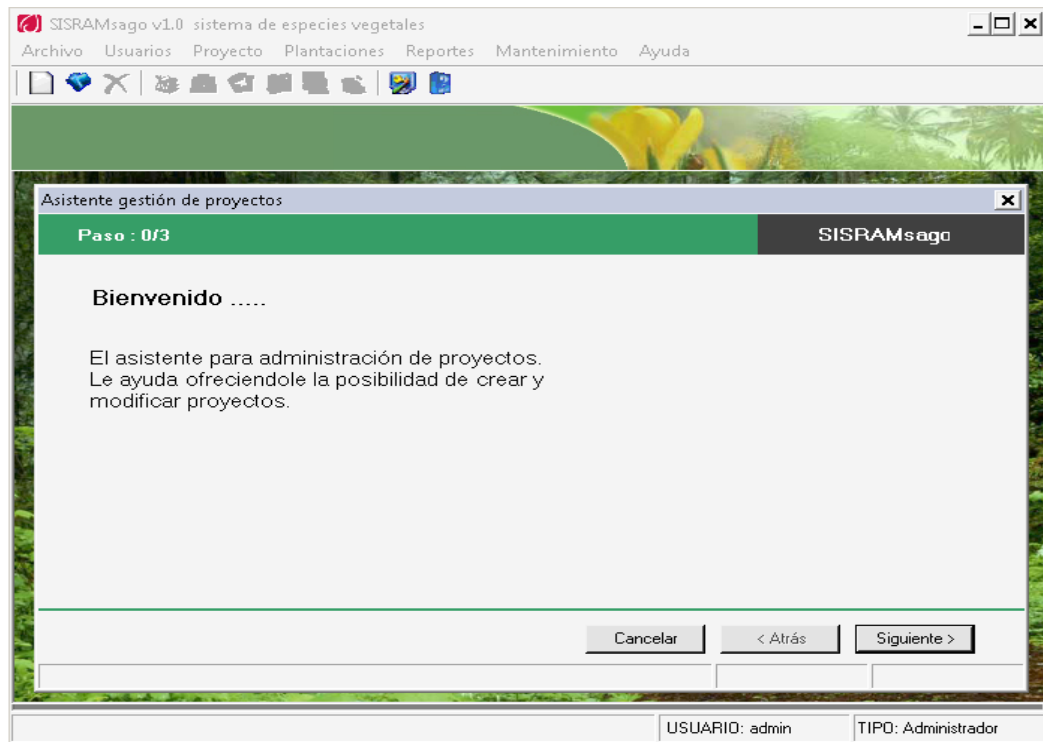 SISRAMsago v1.0 sistema de especies vegetales
Archivo Usuarios Proyecto Plantaciones Reportes Mantenimiento Ayuda
Asistente gestión de proyectos
Paso : 0/3
SISRAMsago
Bienvenido .....
El asistente para administración de proyectos.
Le ayuda ofreciendole la posibilidad de crear y
modificar proyectos.
Cancelar
< Atrás
Siguiente >
USUARIO: admin
TIPO: Administrador